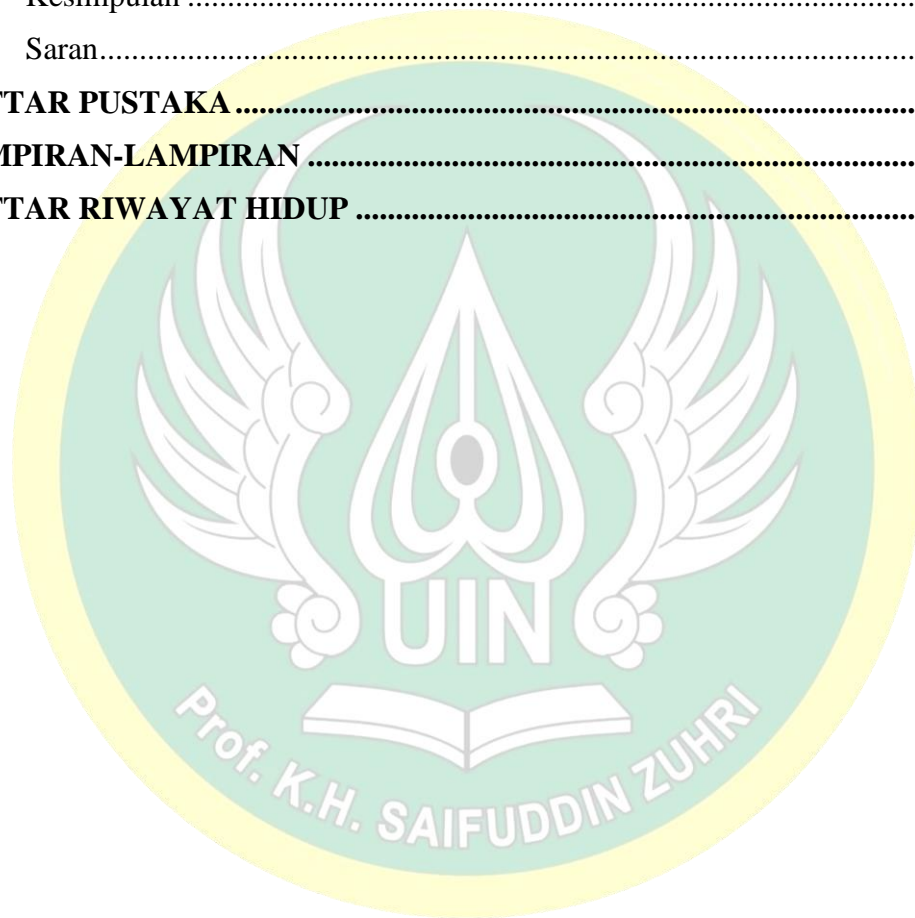 Kesimpulan ........................................................................................
Saran....................................................................................................
TAR PUSTAKA......................................................................................
MPIRAN-LAMPIRAN .............................................................................
TAR RIWAYAT HIDUP .......................................................................
UIN
Prof. K.H. SAIFUDDIN ZUHRI